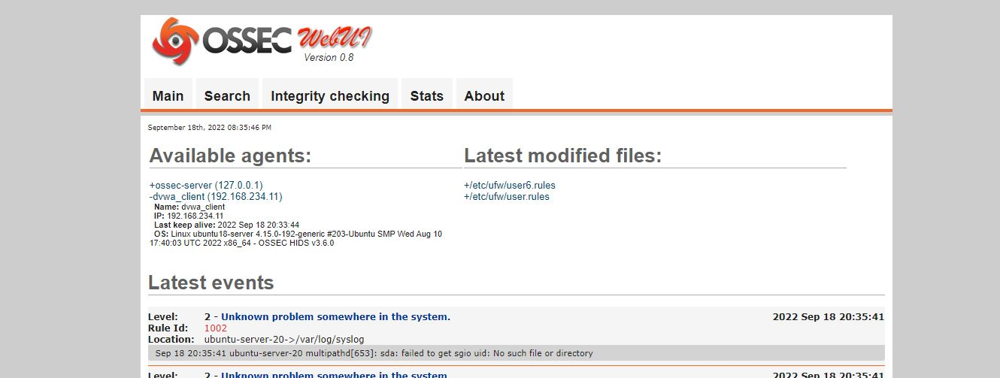 OSSEC WebUI
Version 0.8
Main Search Integrity checking Stats About
September 18th, 2022 08:35:46 PM
Available agents:
+ossec-server (127.0.0.1)
-dvwa_client (192.168.234.11)
Name: dvwa_client
IP: 192.168.234.11
Last keep alive: 2022 Sep 18 20:33:44
OS: Linux ubuntu18-server 4.15.0-192-generic #203-Ubuntu SMP Wed Aug 10
17:40:03 UTC 2022 x86_64 - OSSEC HIDS v3.6.0
Latest modified files:
+/etc/ufw/user6.rules
+/etc/ufw/user.rules
Latest events
Level: 2 - Unknown problem somewhere in the system. 2022 Sep 18 20:35:41
Rule Id: 1002
Location: ubuntu-server-20->/var/log/syslog
Sep 18 20:35:41 ubuntu-server-20 multipathd[653]: sda: failed to get sgio uid: No such file or directory
Level: 2 - Unknown problem somewhere in the system. 2022 Sep 18 20:35:41